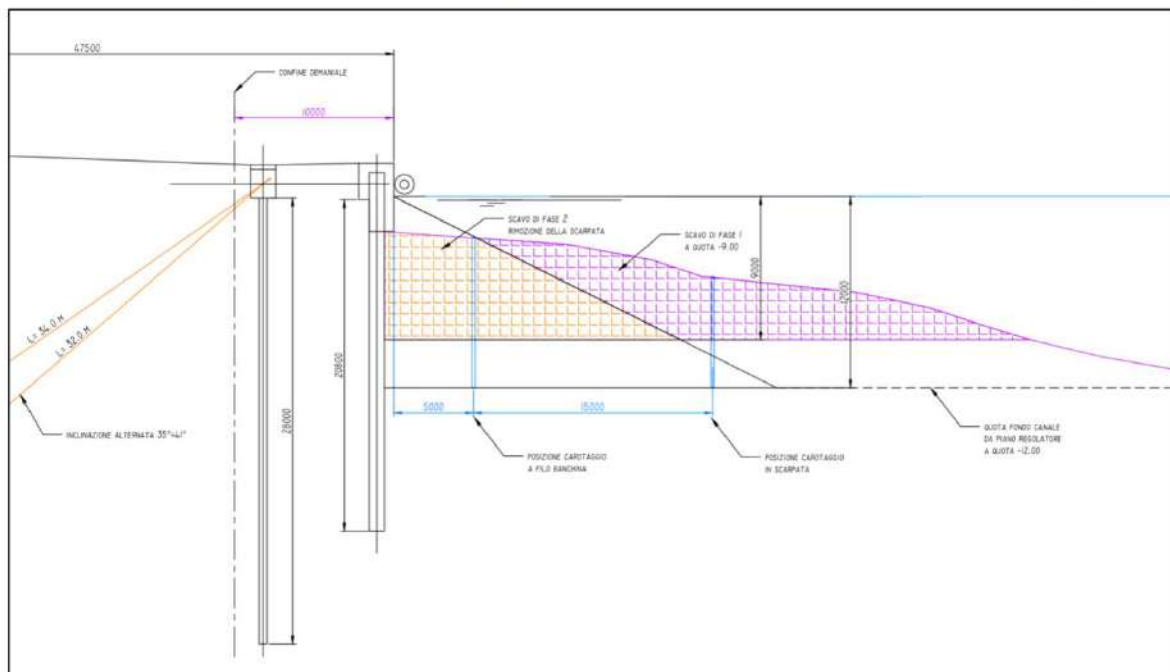 47500
CONFINE DEMANIALE
10000
SCAVO DI FASE 2
RIMOZIONE DELLA SCARPATA
SCAVO DI FASE 1
A QUOTA -9.00
9000
12000
L= 34.0 M
L= 32.0 M
20800
28000
5000
15000
INCLINAZIONE ALTERNATA 35°÷41°
QUOTA FONDO CANALE
DA PIANO REGOLATORE
A QUOTA -12.00
POSIZIONE CAROTAGGIO
A FILO BANCHINA
POSIZIONE CAROTAGGIO
IN SCARPATA